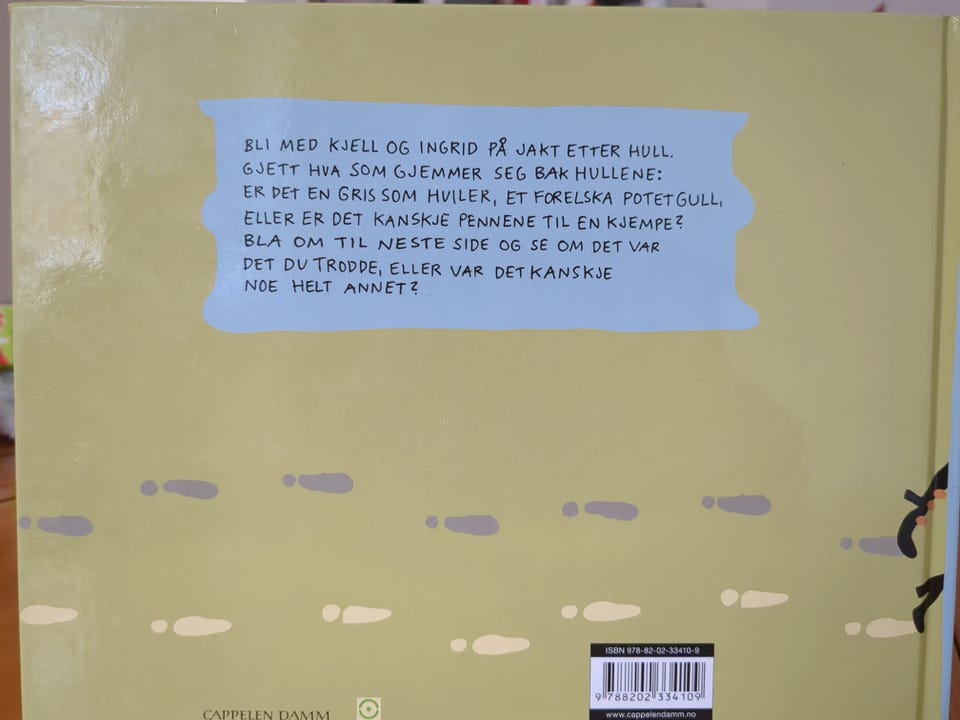 BLI MED KJELL OG INGRID PÅ JAKT ETTER HULL.
GJETT HVA SOM GJEMMER SEG BAK HULLENE:
ER DET EN GRIS SOM HVILER, ET FORELSKA POTETGULL,
ELLER ER DET KANSKJE PENNENE TIL EN KJEMPE?
BLA OM TIL NESTE SIDE OG SE OM DET VAR
DET DU TRODDE, ELLER VAR DET KANSKJE
NOE HELT ANNET?
ISBN 978-82-02-33410-9
9 788202 334109
www.cappelendamm.no
CAPPELEN DAMM